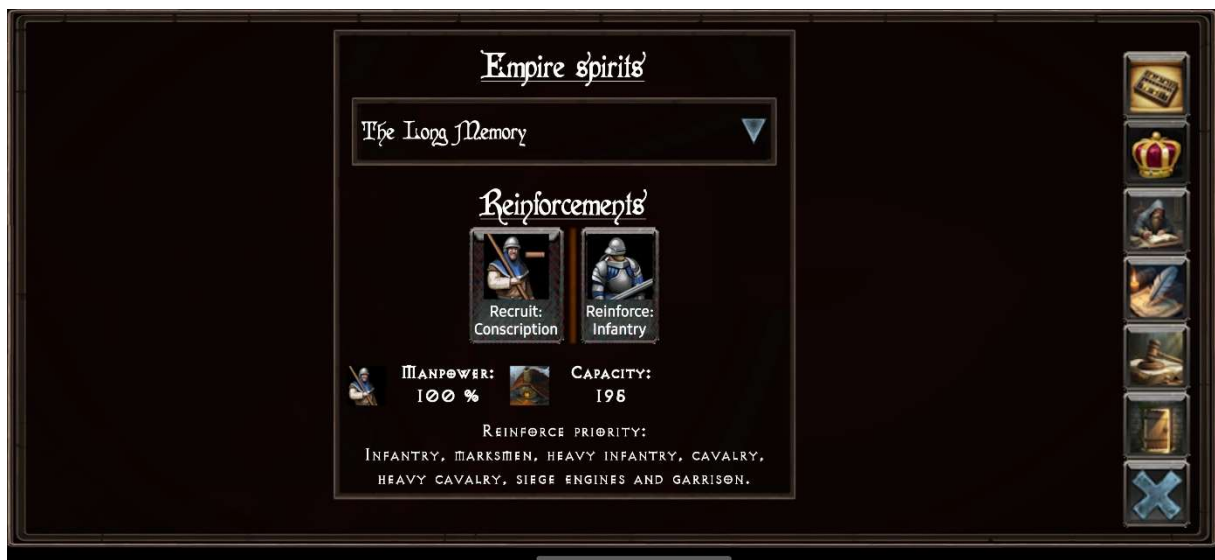 Empire spirits
The Long Memory
Reinforcements
Recruit:
Conscription
Reinforce:
Infantry
Manpower:
100 %
Capacity:
198
Reinforce priority:
Infantry, marksmen, heavy infantry, cavalry,
heavy cavalry, siege engines and garrison.